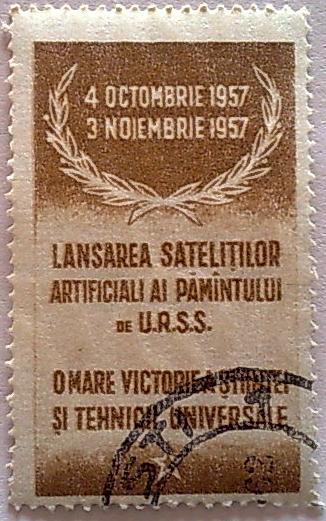 4 OCTOMBRIE 1957
3 NOIEMBRIE 1957
LANSAREA SATELIȚILOR
ARTIFICIALI AI PĂMÎNTULUI
DE U.R.S.S.
O MARE VICTORIE A ȘTIINȚEI
ȘI TEHNICII UNIVERSALE